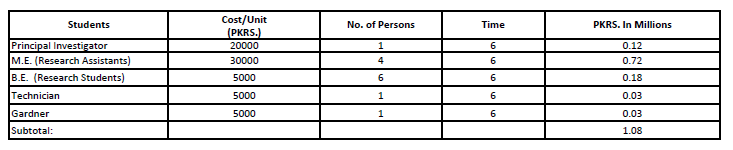 Students Cost/Unit (PKRS.) No. of Persons Time PKRS. In Millions
Principal Investigator 20000 1 6 0.12
M.E. (Research Assistants) 30000 4 6 0.72
B.E. (Research Students) 5000 6 6 0.18
Technician 5000 1 6 0.03
Gardner 5000 1 6 0.03
Subtotal: 1.08